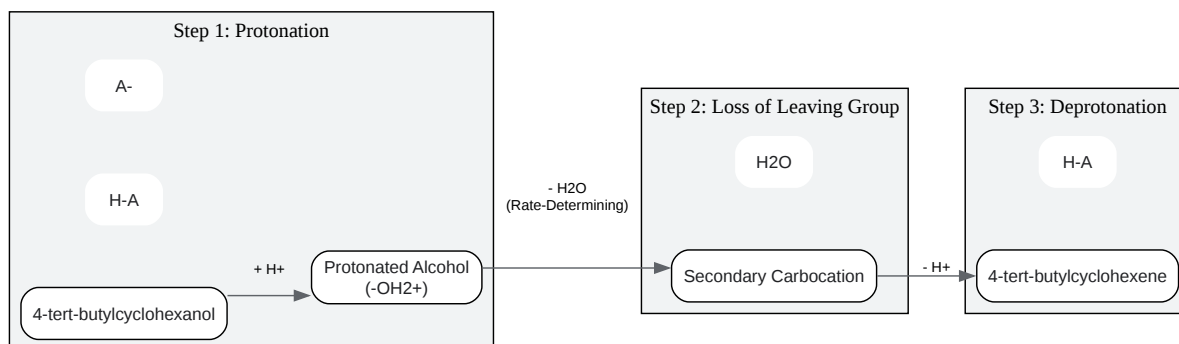 Step 1: Protonation
A-
H-A
4-tert-butylcyclohexanol
+ H+
Protonated Alcohol
(-OH2+)
- H2O
(Rate-Determining)
Step 2: Loss of Leaving Group
H2O
Secondary Carbocation
- H+
Step 3: Deprotonation
H-A
4-tert-butylcyclohexene